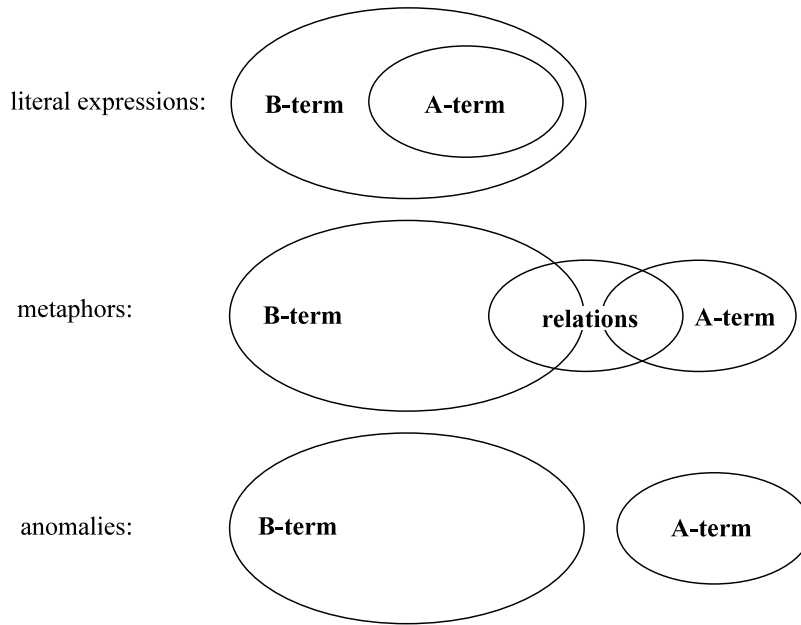 literal expressions: B-term A-term
metaphors: B-term relations A-term
anomalies: B-term A-term